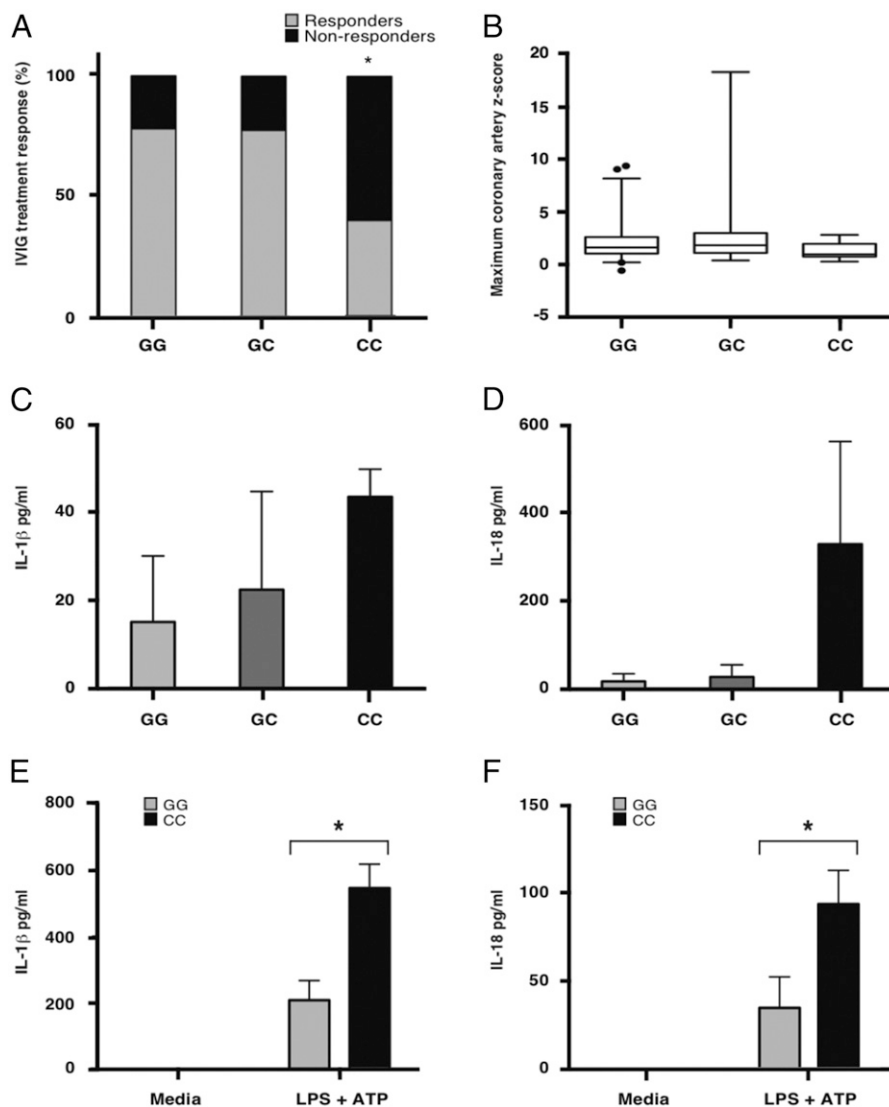 A
Responders
Non-responders
IVIG treatment response (%)
100
50
0
*
GG GC CC
B
Maximum coronary artery z-score
20
15
10
5
0
-5
GG GC CC
C
IL-1β pg/ml
60
40
20
0
GG GC CC
D
IL-18 pg/ml
600
400
200
0
GG GC CC
E
IL-1β pg/ml
800
600
400
200
0
GG
CC
*
Media LPS + ATP
F
IL-18 pg/ml
150
100
50
0
GG
CC
*
Media LPS + ATP